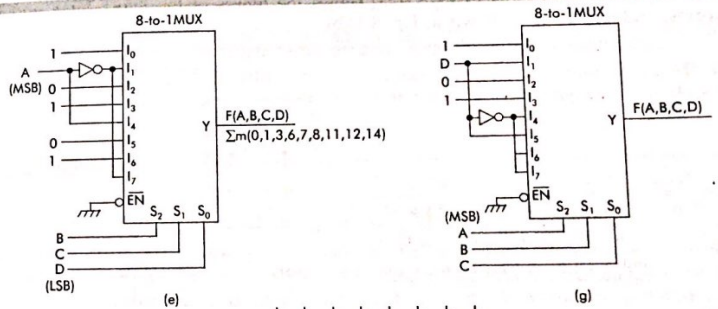 8-to-1MUX
1
I0
A
I1
(MSB)
0
I2
1
I3
I4
Y
F(A,B,C,D)
Σm(0,1,3,6,7,8,11,12,14)
0
I5
1
I6
I7
EN
S2 S1 S0
B
C
D
(LSB)
(e)
8-to-1MUX
1
I0
D
I1
0
I2
1
I3
I4
Y
F(A,B,C,D)
I5
I6
I7
EN
S2 S1 S0
(MSB)
A
B
C
(g)